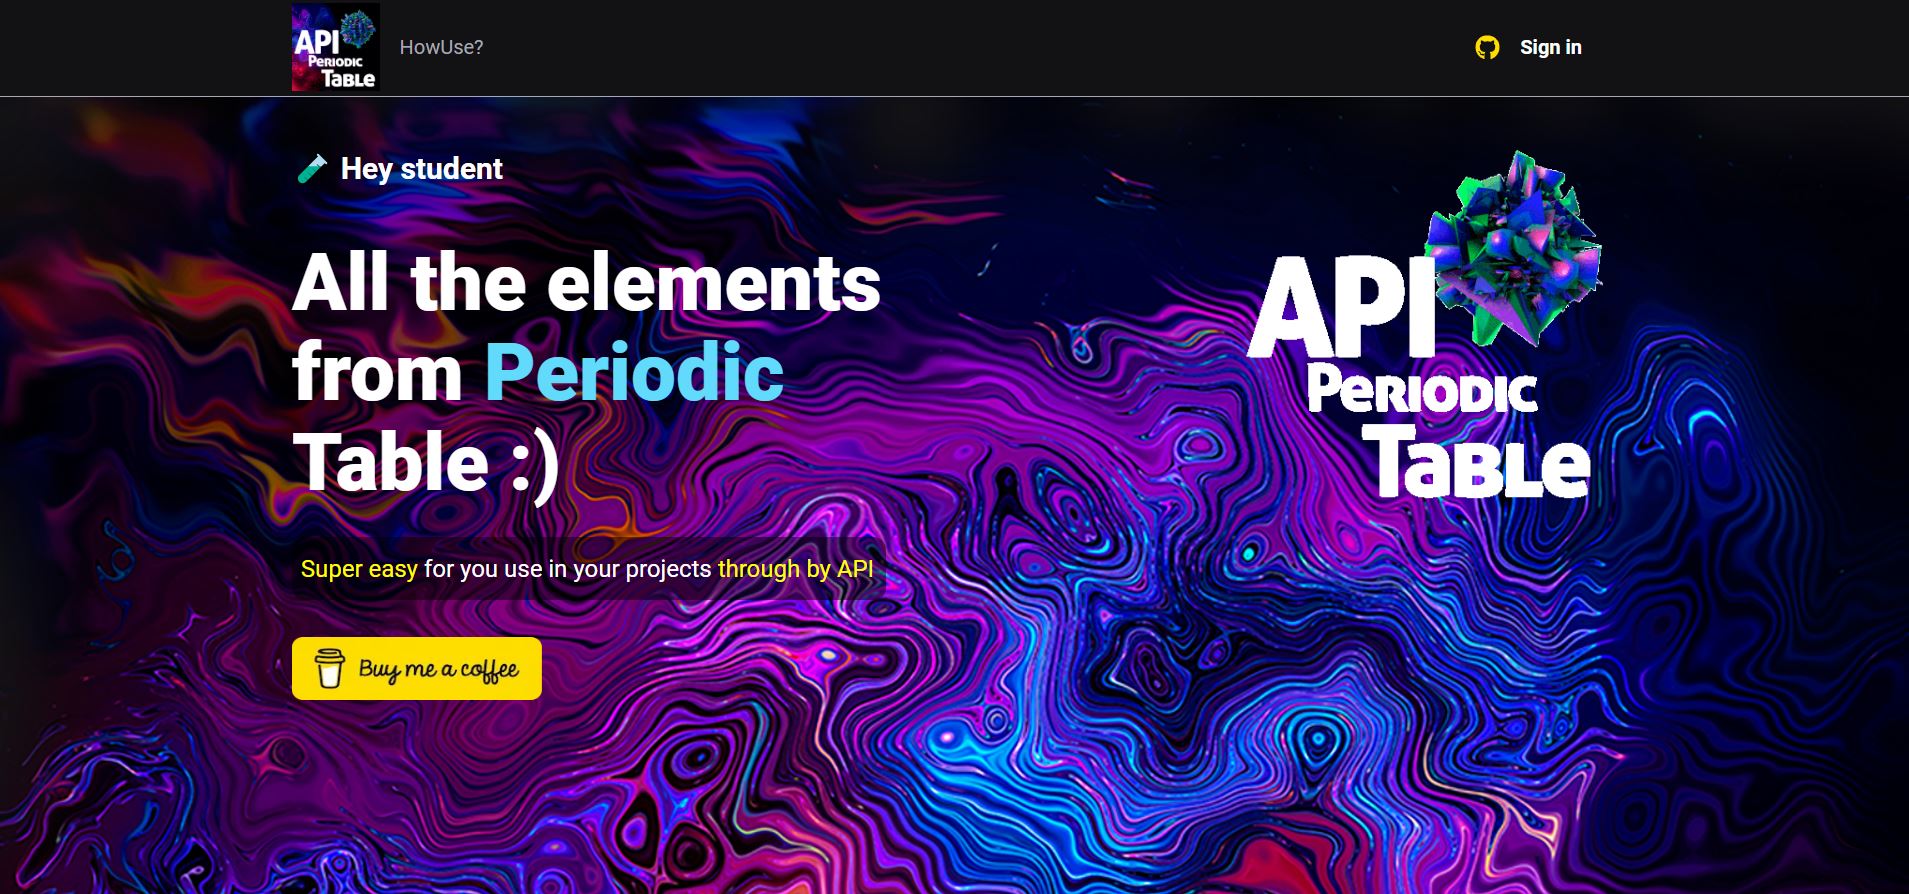 API
Periodic
Table
HowUse?
Sign in
Hey student
All the elements
from Periodic
Table :)
Super easy for you use in your projects through by API
Buy me a coffee
API
Periodic
Table